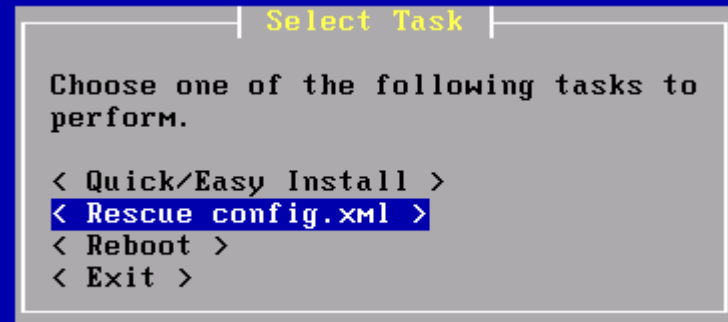 Select Task
Choose one of the following tasks to
perform.
< Quick/Easy Install >
< Rescue config.xml >
< Reboot >
< Exit >